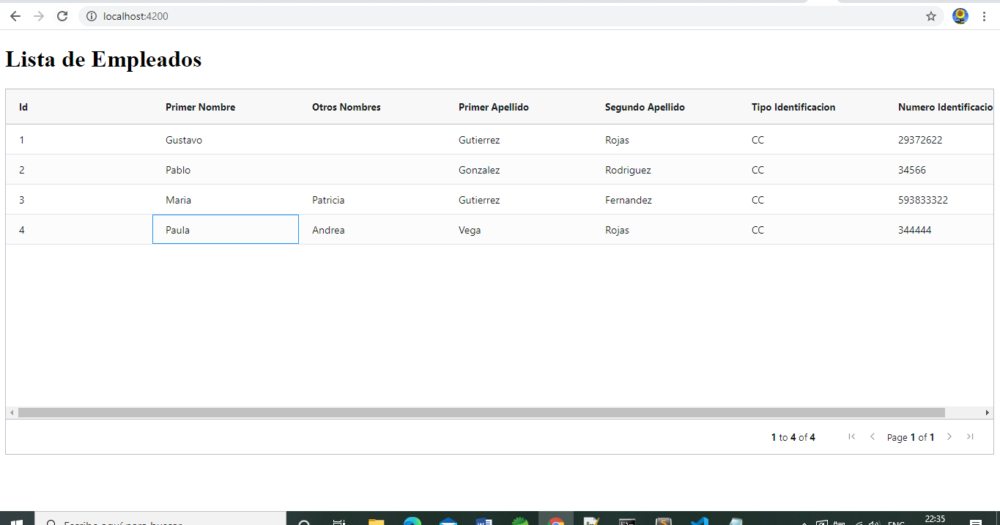 localhost:4200
Lista de Empleados
Id Primer Nombre Otros Nombres Primer Apellido Segundo Apellido Tipo Identificacion Numero Identificacio
1 Gustavo Gutierrez Rojas CC 29372622
2 Pablo Gonzalez Rodriguez CC 34566
3 Maria Patricia Gutierrez Fernandez CC 593833322
4 Paula Andrea Vega Rojas CC 344444
1 to 4 of 4 Page 1 of 1
Escribe aquí para buscar
ENG 22:35